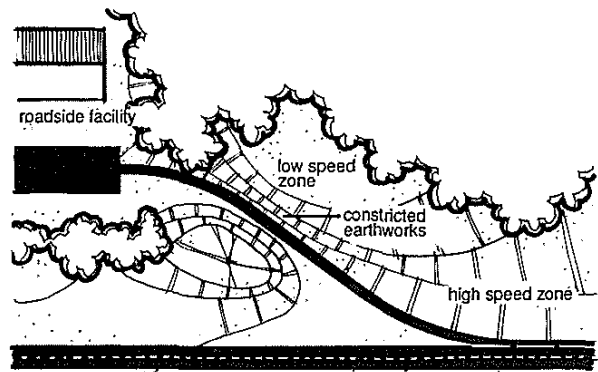 roadside facility
low speed
zone
constricted
earthworks
high speed zone